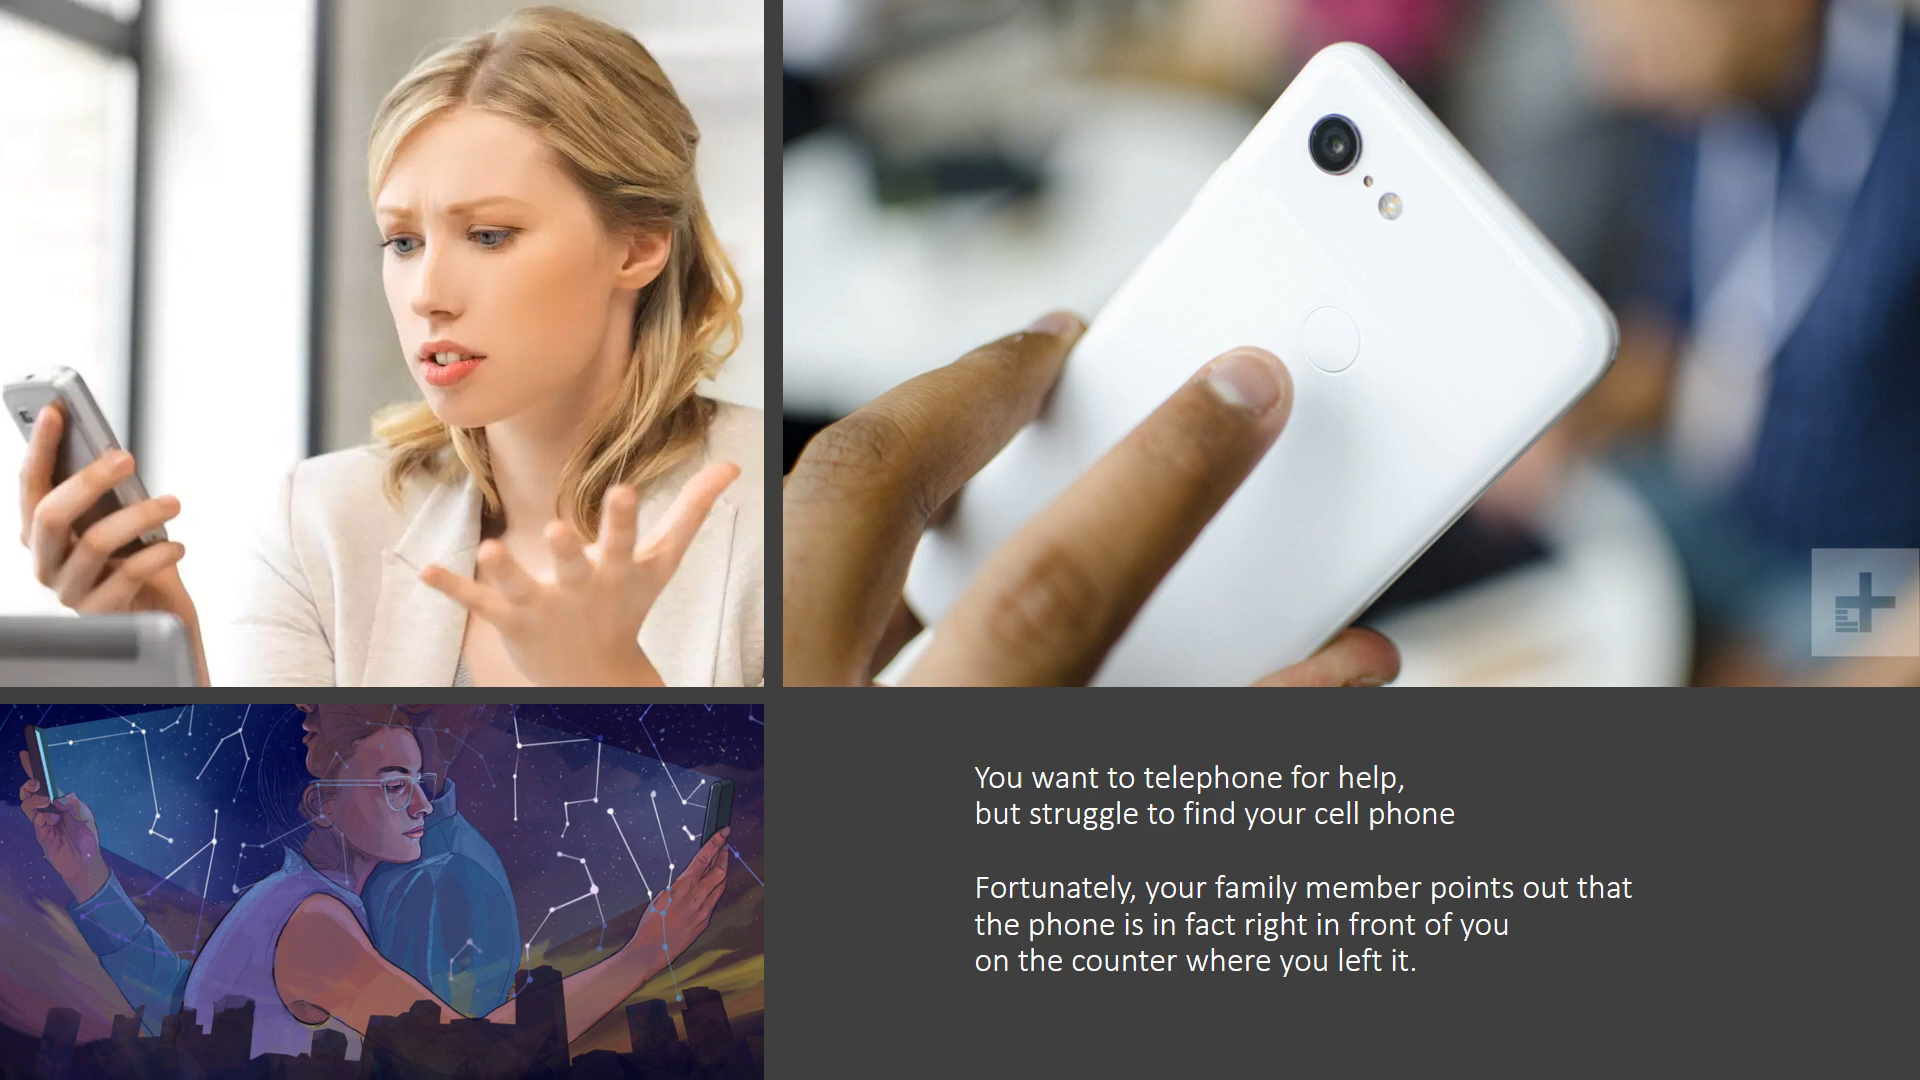 You want to telephone for help,
but struggle to find your cell phone
Fortunately, your family member points out that
the phone is in fact right in front of you
on the counter where you left it.